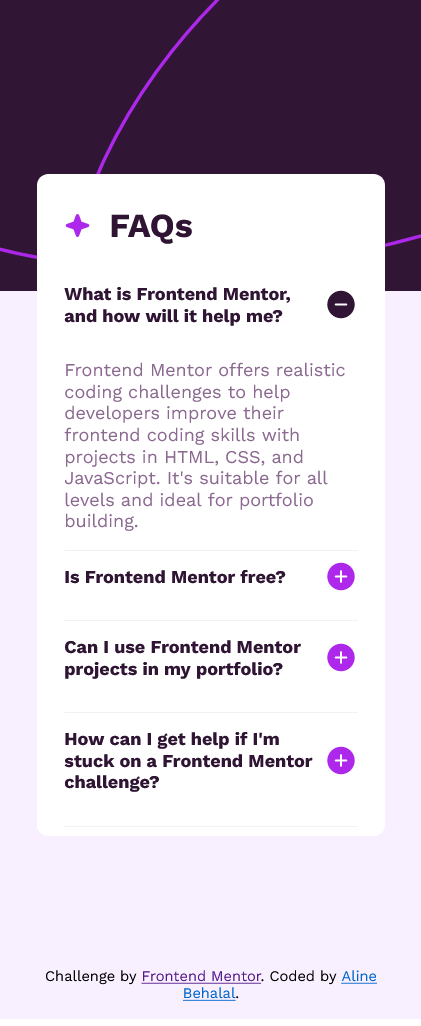 FAQs
What is Frontend Mentor,
and how will it help me?
Frontend Mentor offers realistic
coding challenges to help
developers improve their
frontend coding skills with
projects in HTML, CSS, and
JavaScript. It's suitable for all
levels and ideal for portfolio
building.
Is Frontend Mentor free?
Can I use Frontend Mentor
projects in my portfolio?
How can I get help if I'm
stuck on a Frontend Mentor
challenge?
Challenge by Frontend Mentor. Coded by Aline
Behalal.